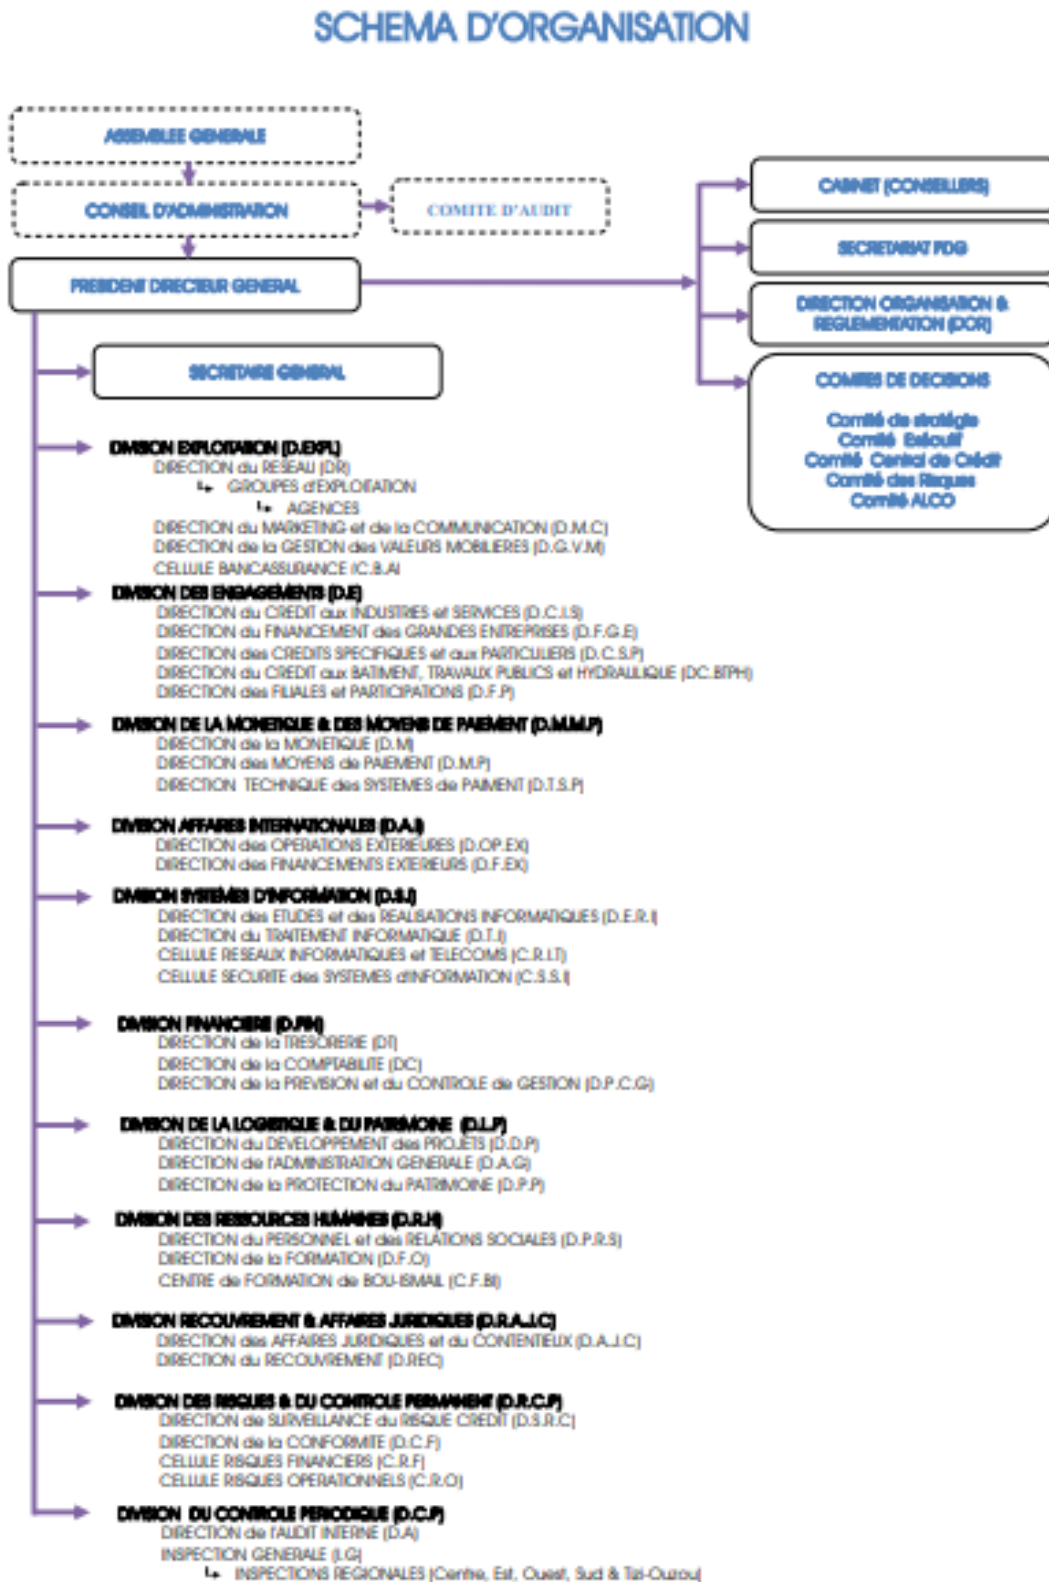 SCHEMA D'ORGANISATION
ASSEMBLEE GENERALE
CONSEIL D'ADMINISTRATION
COMITE D'AUDIT
PRESIDENT DIRECTEUR GENERAL
CABINET (CONSEILLERS)
SECRETARIAT PDG
DIRECTION ORGANISATION &
REGLEMENTATION (DOR)
COMITES DE DECISIONS
Comité de stratégie
Comité Exécutif
Comité Central de Crédit
Comité des Risques
Comité ALCO
SECRETAIRE GENERAL
DIVISION EXPLOITATION (D.EXPL)
DIRECTION du RESEAU (DR)
GROUPES d'EXPLOITATION
AGENCES
DIRECTION du MARKETING et de la COMMUNICATION (D.M.C)
DIRECTION de la GESTION des VALEURS MOBILIERES (D.G.V.M)
CELLULE BANCASSURANCE (C.B.A)
DIVISION DES ENGAGEMENTS (D.E)
DIRECTION du CREDIT aux INDUSTRIES et SERVICES (D.C.I.S)
DIRECTION du FINANCEMENT des GRANDES ENTREPRISES (D.F.G.E)
DIRECTION des CREDITS SPECIFIQUES et aux PARTICULIERS (D.C.S.P)
DIRECTION du CREDIT aux BATIMENT, TRAVAUX PUBLICS et HYDRAULIQUE (DC.BTPH)
DIRECTION des FILIALES et PARTICIPATIONS (D.F.P)
DIVISION DE LA MONETIQUE & DES MOYENS DE PAIEMENT (D.M.M.P)
DIRECTION de la MONETIQUE (D.M)
DIRECTION des MOYENS de PAIEMENT (D.M.P)
DIRECTION TECHNIQUE des SYSTEMES de PAIMENT (D.T.S.P)
DIVISION AFFAIRES INTERNATIONALES (D.A.I)
DIRECTION des OPERATIONS EXTERIEURES (D.OP.EX)
DIRECTION des FINANCEMENTS EXTERIEURS (D.F.EX)
DIVISION SYSTEMES D'INFORMATION (D.S.I)
DIRECTION des ETUDES et des REALISATIONS INFORMATIQUES (D.E.R.I)
DIRECTION du TRAITEMENT INFORMATIQUE (D.T.I)
CELLULE RESEAUX INFORMATIQUES et TELECOMS (C.R.I.T)
CELLULE SECURITE des SYSTEMES d'INFORMATION (C.S.S.I)
DIVISION FINANCIERE (D.FIN)
DIRECTION de la TRESORERIE (DT)
DIRECTION de la COMPTABILITE (DC)
DIRECTION de la PREVISION et du CONTROLE de GESTION (D.P.C.G)
DIVISION DE LA LOGISTIQUE & DU PATRIMOINE (D.L.P)
DIRECTION du DEVELOPPEMENT des PROJETS (D.D.P)
DIRECTION de l'ADMINISTRATION GENERALE (D.A.G)
DIRECTION de la PROTECTION du PATRIMOINE (D.P.P)
DIVISION DES RESSOURCES HUMAINES (D.R.H)
DIRECTION du PERSONNEL et des RELATIONS SOCIALES (D.P.R.S)
DIRECTION de la FORMATION (D.F.O)
CENTRE de FORMATION de BOU-ISMAIL (C.F.BI)
DIVISION RECOUVREMENT & AFFAIRES JURIDIQUES (D.R.A.J.C)
DIRECTION des AFFAIRES JURIDIQUES et du CONTENTIEUX (D.A.J.C)
DIRECTION du RECOUVREMENT (D.REC)
DIVISION DES RISQUES & DU CONTROLE PERMANENT (D.R.C.P)
DIRECTION de SURVEILLANCE du RISQUE CREDIT (D.S.R.C)
DIRECTION de la CONFORMITE (D.C.F)
CELLULE RISQUES FINANCIERS (C.R.F)
CELLULE RISQUES OPERATIONNELS (C.R.O)
DIVISION DU CONTROLE PERIODIQUE (D.C.P)
DIRECTION de l'AUDIT INTERNE (D.A)
INSPECTION GENERALE (I.G)
INSPECTIONS REGIONALES (Centre, Est, Ouest, Sud & Tizi-Ouzou)